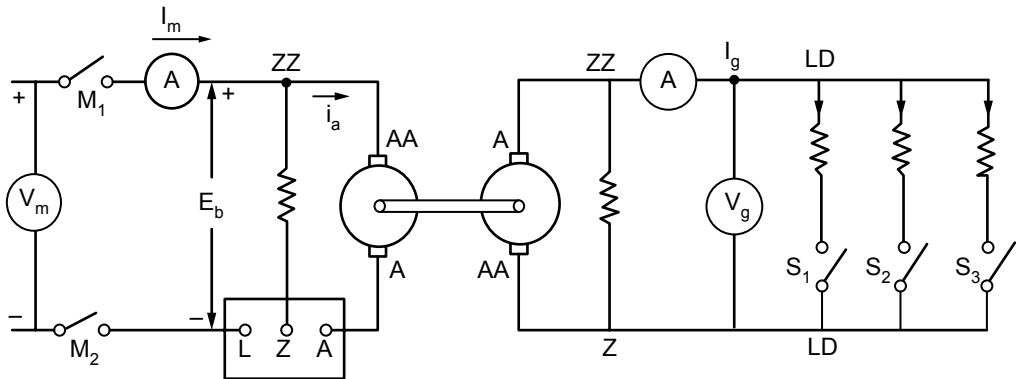 I_m
ZZ
ZZ
I_g
LD
+
M_1
A
+
i_a
A
AA
A
V_m
E_b
V_g
S_1
S_2
S_3
A
AA
–
–
M_2
L
Z
A
Z
LD